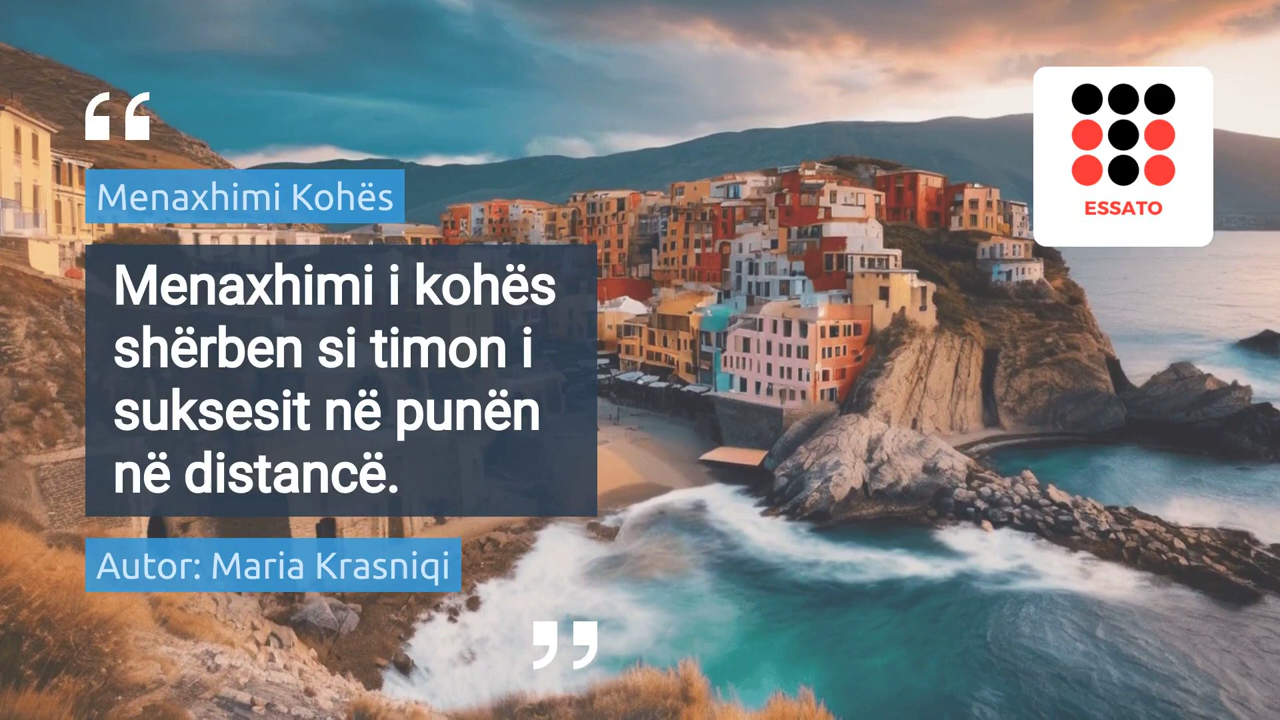 Menaxhimi Kohës
Menaxhimi i kohës
shërben si timon i
suksesit në punën
në distancë.
Autor: Maria Krasniqi
ESSATO